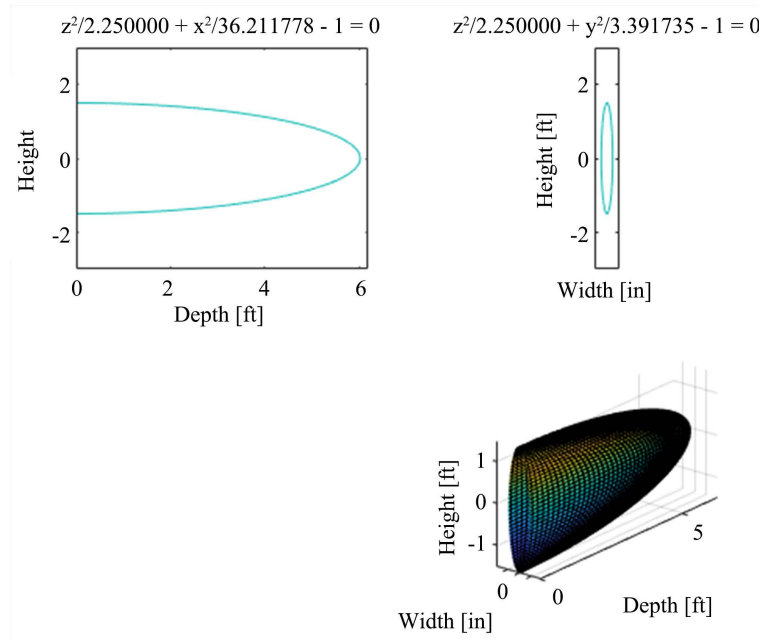 z²/2.250000 + x²/36.211778 - 1 = 0
2
0
-2
Height
0 2 4 6
Depth [ft]
z²/2.250000 + y²/3.391735 - 1 = 0
2
0
-2
Height [ft]
Width [in]
1
0
-1
Height [ft]
0
Width [in]
0
5
Depth [ft]